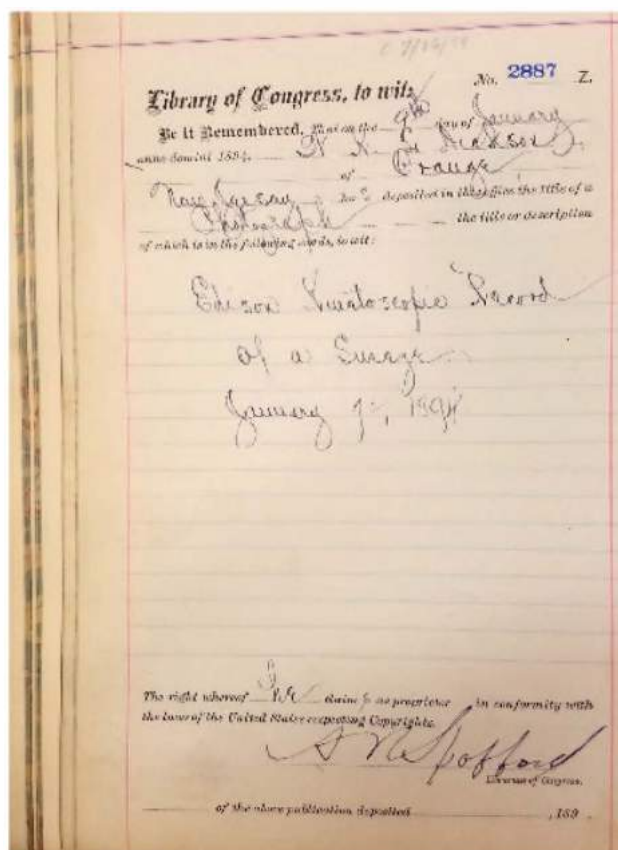 No. 2887 Z.
Library of Congress, to wit:
Be it Remembered, That on the 9th day of January
anno domini 1894, W. K. L. Dickson,
of Orange,
New Jersey ha s deposited in this office the title of a
Photograph the title or description
of which is in the following words, to wit:
Edison Kinetoscopic Record
of a Sneeze
January 7, 1894
The right whereof he claim s as proprietor in conformity with
the laws of the United States respecting Copyrights.
A R Spofford
Librarian of Congress.
of the above publication deposited , 189 .